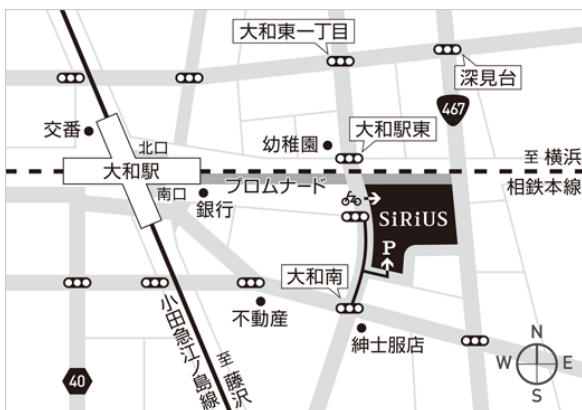 大和東一丁目
深見台
467
交番
北口
幼稚園
大和駅東
至 横浜
大和駅
プロムナード
相鉄本線
南口
銀行
SiRiUS
P
大和南
不動産
紳士服店
小田急江ノ島線
至 藤沢
40
N
W
E
S